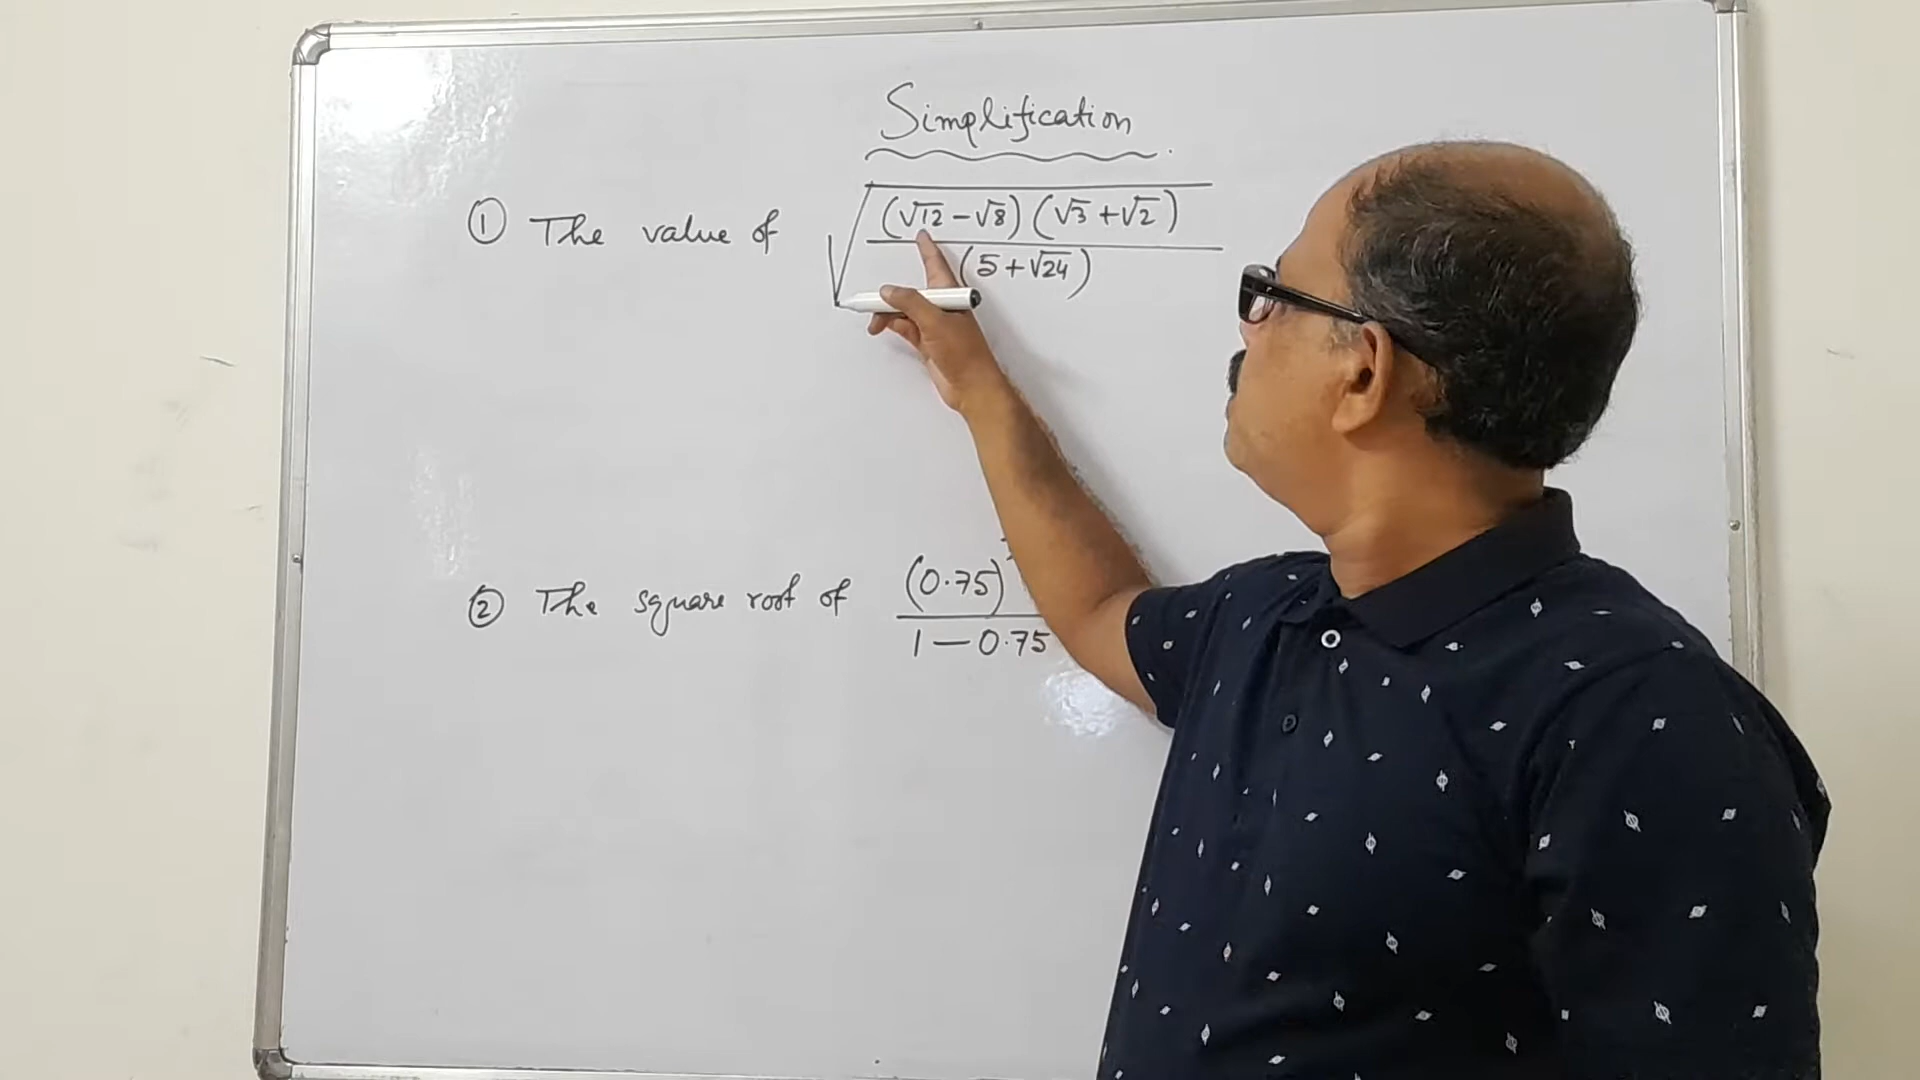 Simplification
① The value of √((√12 − √8)(√3 + √2) / (5 + √24))
② The square root of (0.75) / 1 − 0.75